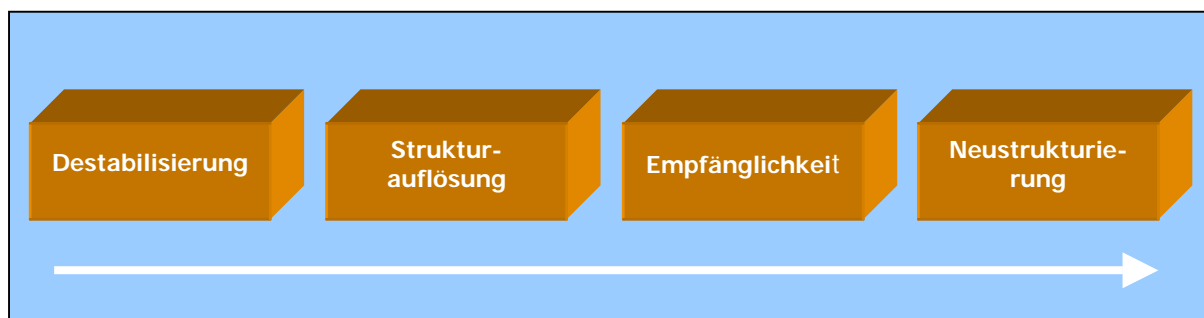 Destabilisierung
Struktur-
auflösung
Empfänglichkeit
Neustrukturie-
rung